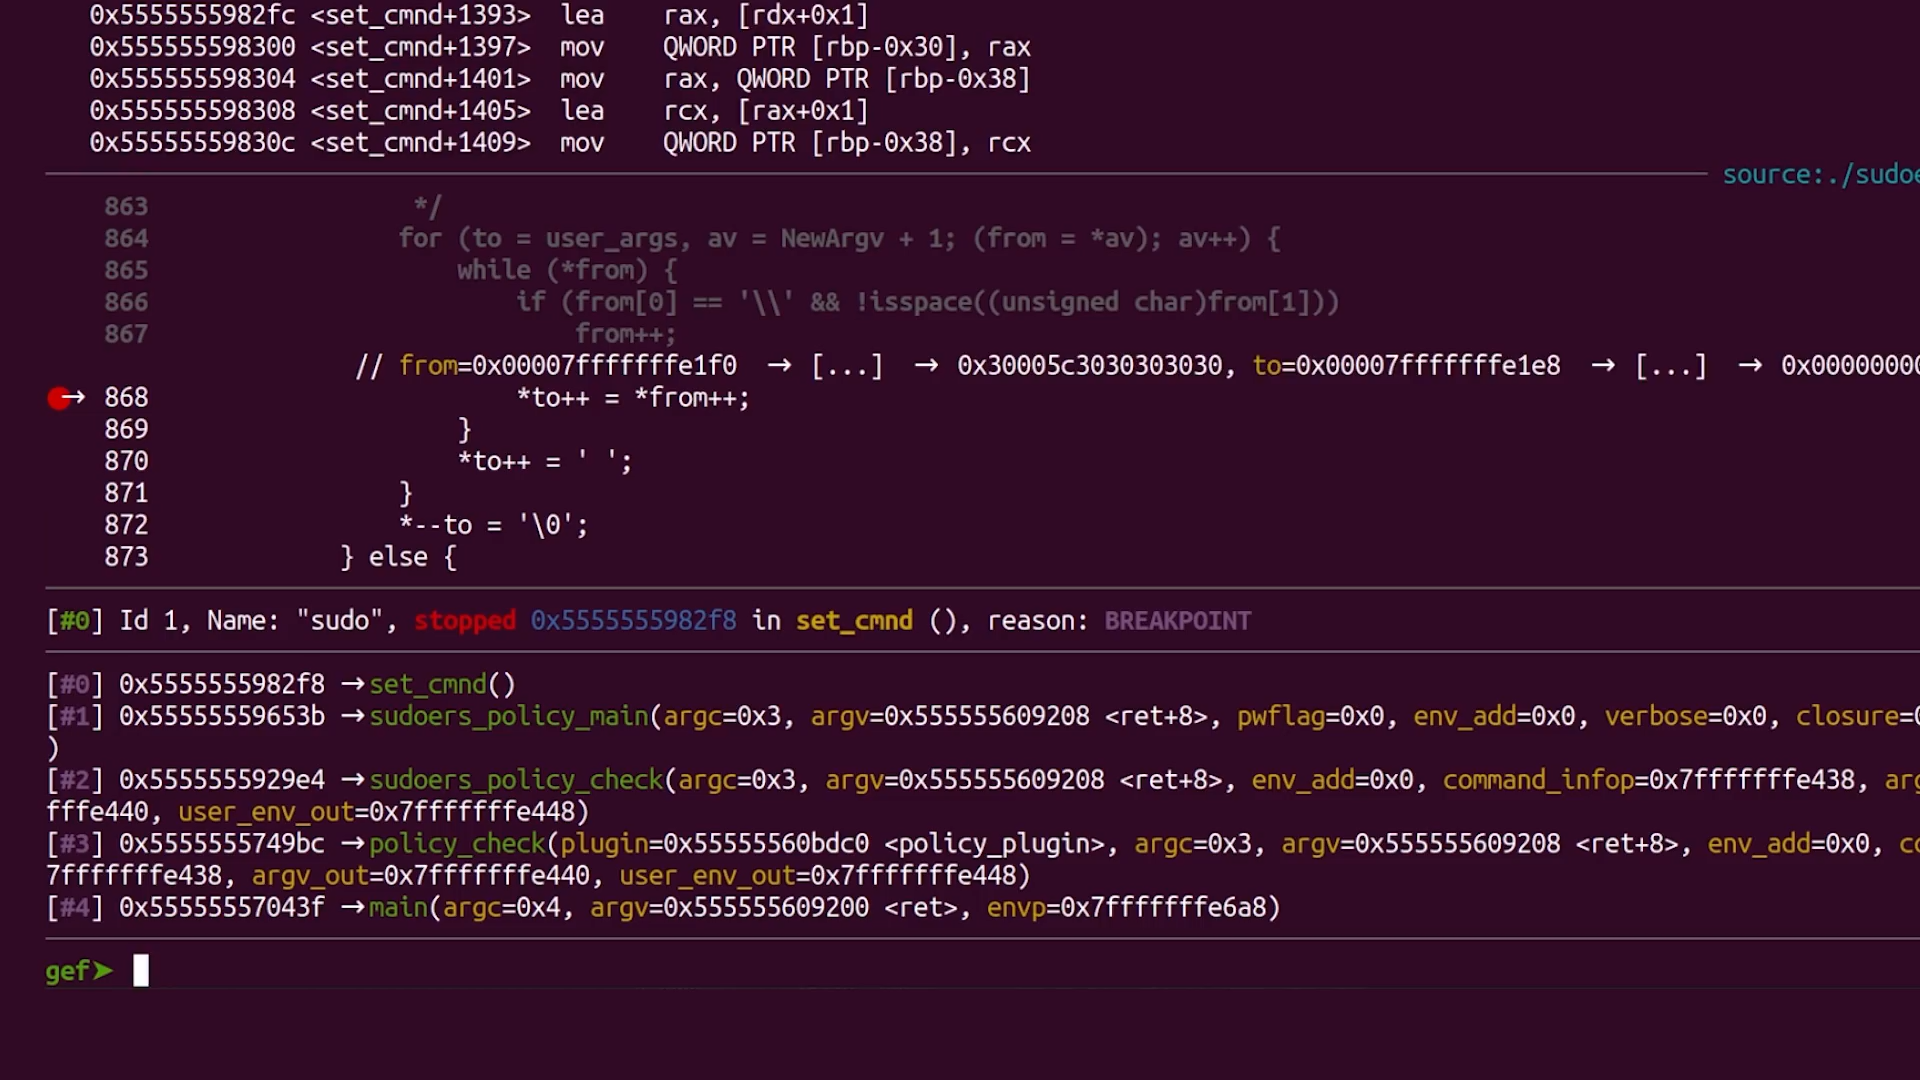 0x5555555982fc <set_cmnd+1393>  lea    rax, [rdx+0x1]
0x555555598300 <set_cmnd+1397>  mov    QWORD PTR [rbp-0x30], rax
0x555555598304 <set_cmnd+1401>  mov    rax, QWORD PTR [rbp-0x38]
0x555555598308 <set_cmnd+1405>  lea    rcx, [rax+0x1]
0x55555559830c <set_cmnd+1409>  mov    QWORD PTR [rbp-0x38], rcx
source:./sudoe
863                  */
864                 for (to = user_args, av = NewArgv + 1; (from = *av); av++) {
865                     while (*from) {
866                         if (from[0] == '\\' && !isspace((unsigned char)from[1]))
867                             from++;
// from=0x00007fffffffe1f0  → [...]  → 0x30005c3030303030, to=0x00007fffffffe1e8  → [...]  → 0x00000000
→ 868                         *to++ = *from++;
869                     }
870                     *to++ = ' ';
871                 }
872                 *--to = '\0';
873             } else {
[#0] Id 1, Name: "sudo", stopped 0x5555555982f8 in set_cmnd (), reason: BREAKPOINT
[#0] 0x5555555982f8 →set_cmnd()
[#1] 0x55555559653b →sudoers_policy_main(argc=0x3, argv=0x555555609208 <ret+8>, pwflag=0x0, env_add=0x0, verbose=0x0, closure=0
)
[#2] 0x5555555929e4 →sudoers_policy_check(argc=0x3, argv=0x555555609208 <ret+8>, env_add=0x0, command_infop=0x7fffffffe438, arg
fffe440, user_env_out=0x7fffffffe448)
[#3] 0x5555555749bc →policy_check(plugin=0x55555560bdc0 <policy_plugin>, argc=0x3, argv=0x555555609208 <ret+8>, env_add=0x0, co
7fffffffe438, argv_out=0x7fffffffe440, user_env_out=0x7fffffffe448)
[#4] 0x55555557043f →main(argc=0x4, argv=0x555555609200 <ret>, envp=0x7fffffffe6a8)
gef➤